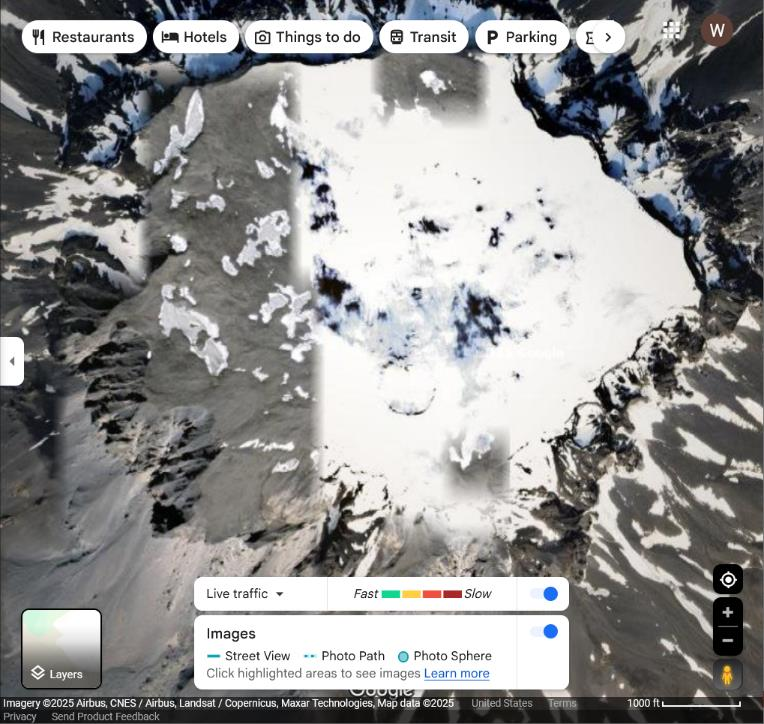 Restaurants Hotels Things to do Transit Parking W
Live traffic Fast Slow
Images
Street View Photo Path Photo Sphere
Click highlighted areas to see images Learn more
Layers
Google
Imagery ©2025 Airbus, CNES / Airbus, Landsat / Copernicus, Maxar Technologies, Map data ©2025 United States Terms 1000 ft
Privacy Send Product Feedback